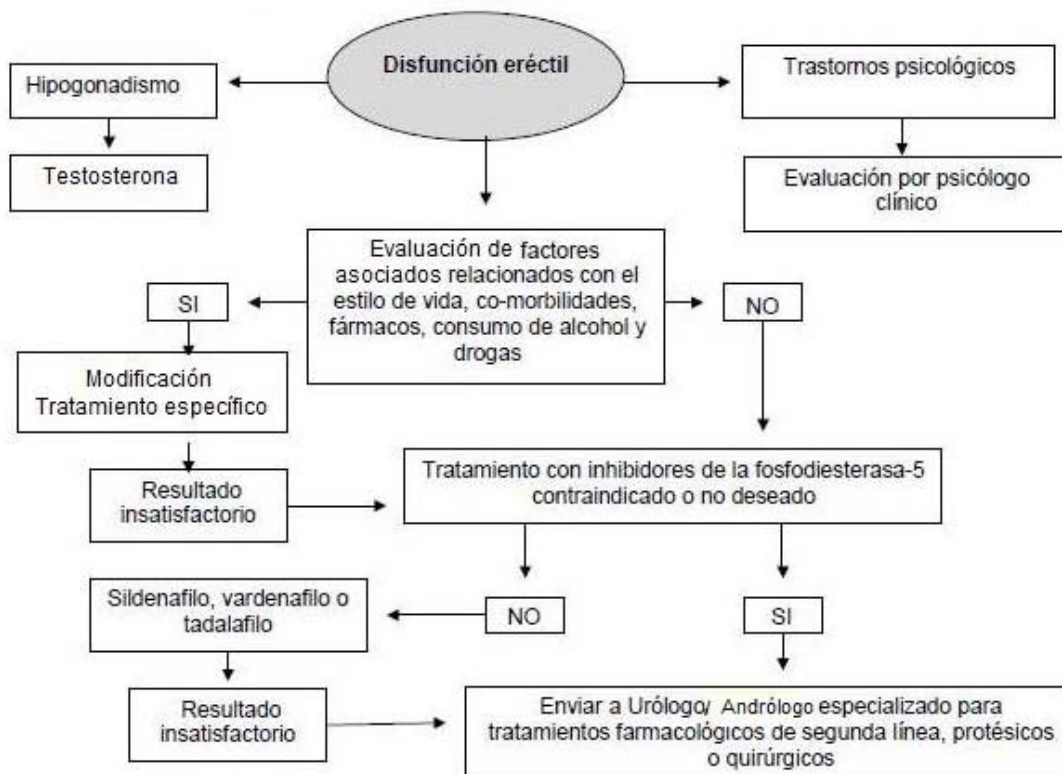 Disfunción eréctil
Hipogonadismo
Testosterona
Trastornos psicológicos
Evaluación por psicólogo
clínico
Evaluación de factores
asociados relacionados con el
estilo de vida, co-morbilidades,
fármacos, consumo de alcohol y
drogas
SI
NO
Modificación
Tratamiento específico
Resultado
insatisfactorio
Tratamiento con inhibidores de la fosfodiesterasa-5
contraindicado o no deseado
NO
SI
Sildenafilo, vardenafilo o
tadalafilo
Resultado
insatisfactorio
Enviar a Urólogo/ Andrólogo especializado para
tratamientos farmacológicos de segunda línea, protésicos
o quirúrgicos